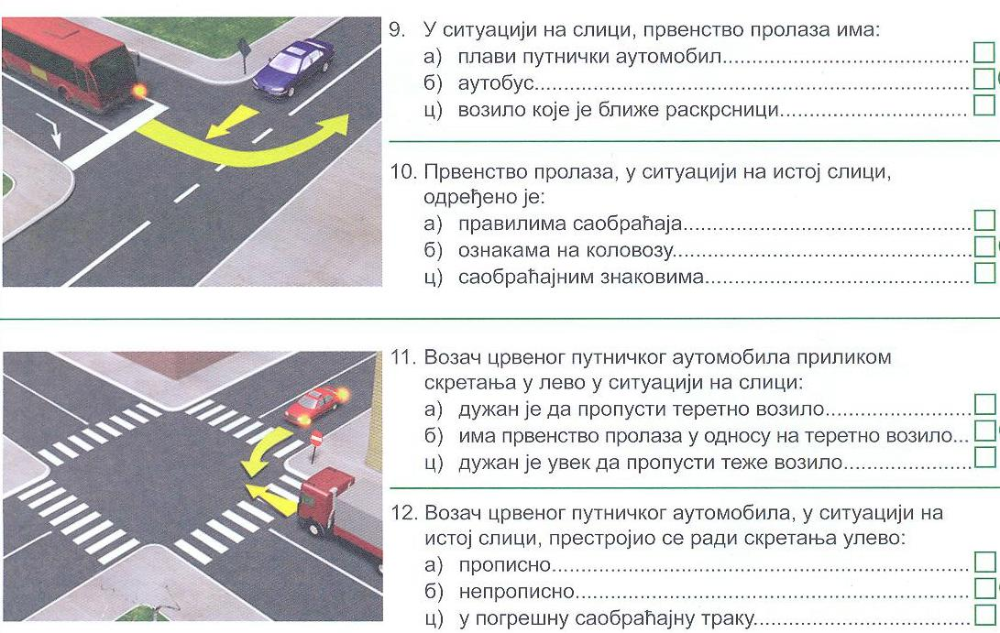 9. У ситуацији на слици, првенство пролаза има:
а) плави путнички аутомобил
б) аутобус
ц) возило које је ближе раскрсници
10. Првенство пролаза, у ситуацији на истој слици,
одређено је:
а) правилима саобраћаја
б) ознакама на коловозу
ц) саобраћајним знаковима
11. Возач црвеног путничког аутомобила приликом
скретања у лево у ситуацији на слици:
а) дужан је да пропусти теретно возило
б) има првенство пролаза у односу на теретно возило...
ц) дужан је увек да пропусти теже возило
12. Возач црвеног путничког аутомобила, у ситуацији на
истој слици, престројио се ради скретања улево:
а) прописно
б) непрописно
ц) у погрешну саобраћајну траку